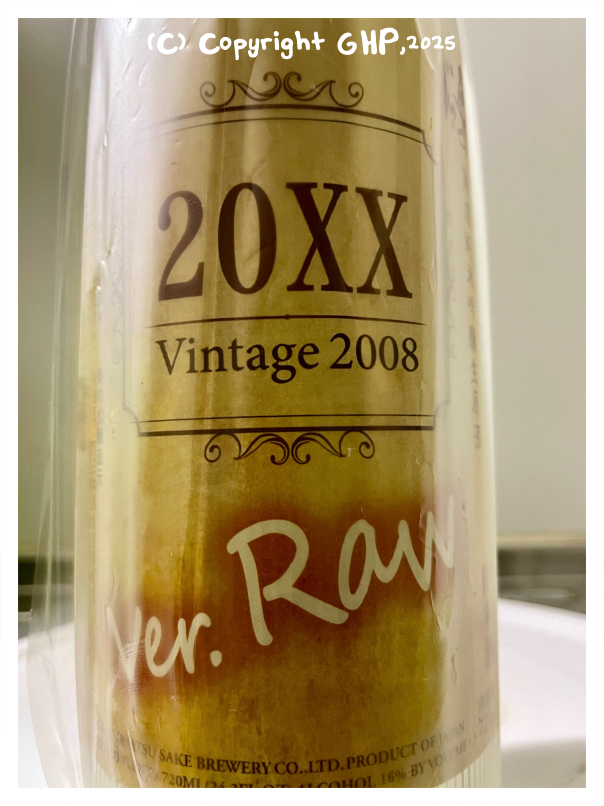 (C) Copyright GHP,2025
20XX
Vintage 2008
ver. Raw
SAKE BREWERY CO.,LTD. PRODUCT OF JAPAN
720ML ALCOHOL 16% BY VOLUME